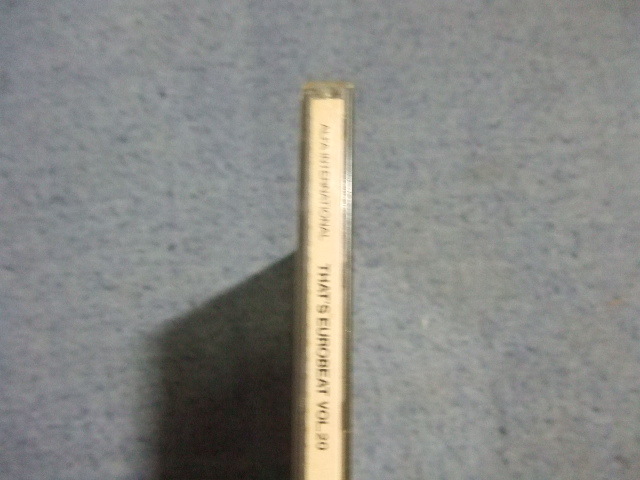 ALFA INTERNATIONAL
THAT'S EUROBEAT VOL. 20